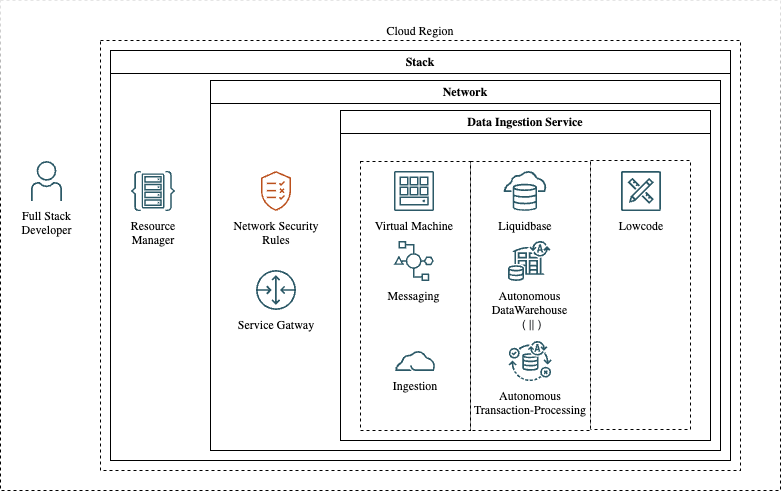 Cloud Region
Stack
Network
Data Ingestion Service
Full Stack
Developer
Resource
Manager
Network Security
Rules
Service Gatway
Virtual Machine
Messaging
Ingestion
Liquidbase
A
Autonomous
DataWarehouse
( || )
A
Autonomous
Transaction-Processing
Lowcode